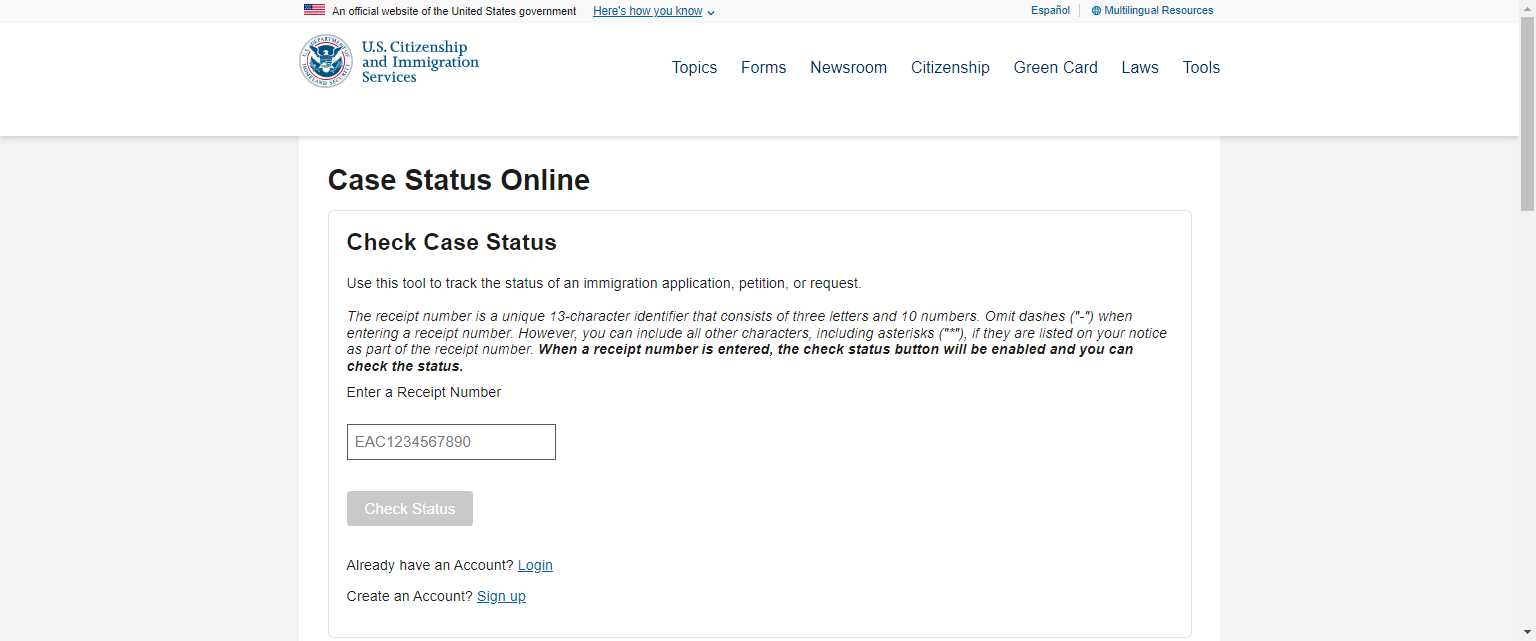 An official website of the United States government Here's how you know
Español
Multilingual Resources
U.S. Citizenship
and Immigration
Services
Topics Forms Newsroom Citizenship Green Card Laws Tools
Case Status Online
Check Case Status
Use this tool to track the status of an immigration application, petition, or request.
The receipt number is a unique 13-character identifier that consists of three letters and 10 numbers. Omit dashes ("-") when
entering a receipt number. However, you can include all other characters, including asterisks ("*"), if they are listed on your notice
as part of the receipt number. When a receipt number is entered, the check status button will be enabled and you can
check the status.
Enter a Receipt Number
EAC1234567890
Check Status
Already have an Account? Login
Create an Account? Sign up